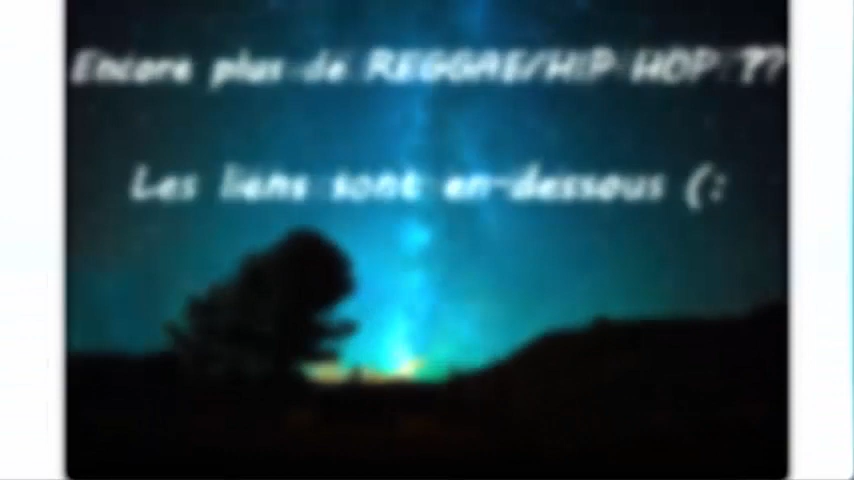 Encore plus de REGGAE/HIP HOP ??
Les liens sont en-dessous (: